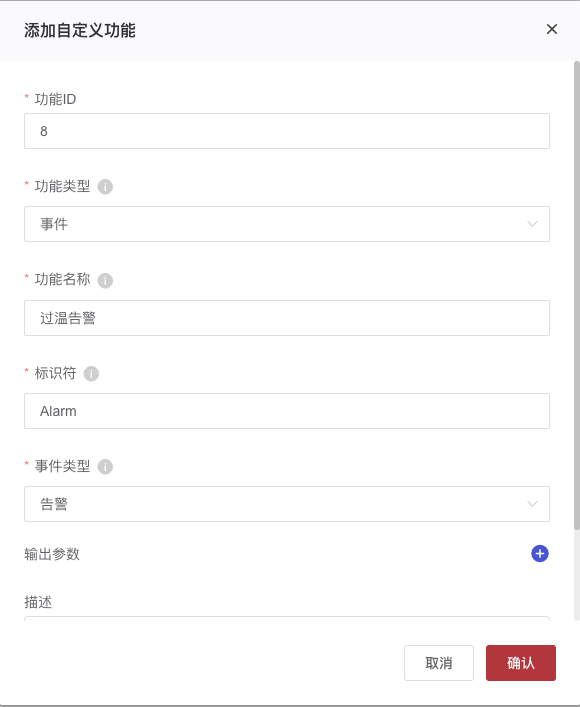 添加自定义功能
* 功能ID
8
* 功能类型
事件
* 功能名称
过温告警
* 标识符
Alarm
* 事件类型
告警
输出参数
描述
取消 确认